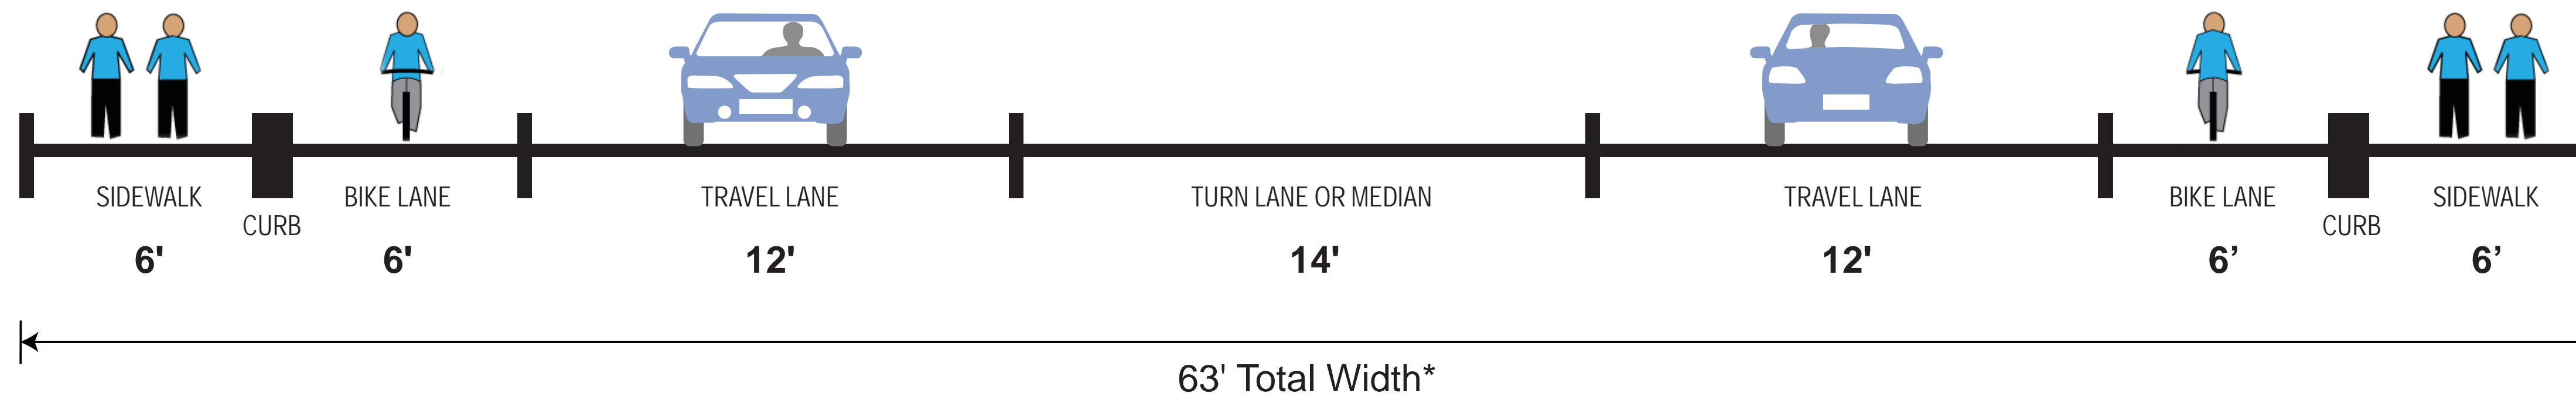 SIDEWALK
CURB
BIKE LANE
TRAVEL LANE
TURN LANE OR MEDIAN
TRAVEL LANE
BIKE LANE
CURB
SIDEWALK
6'
6'
12'
14'
12'
6’
6’
63' Total Width*